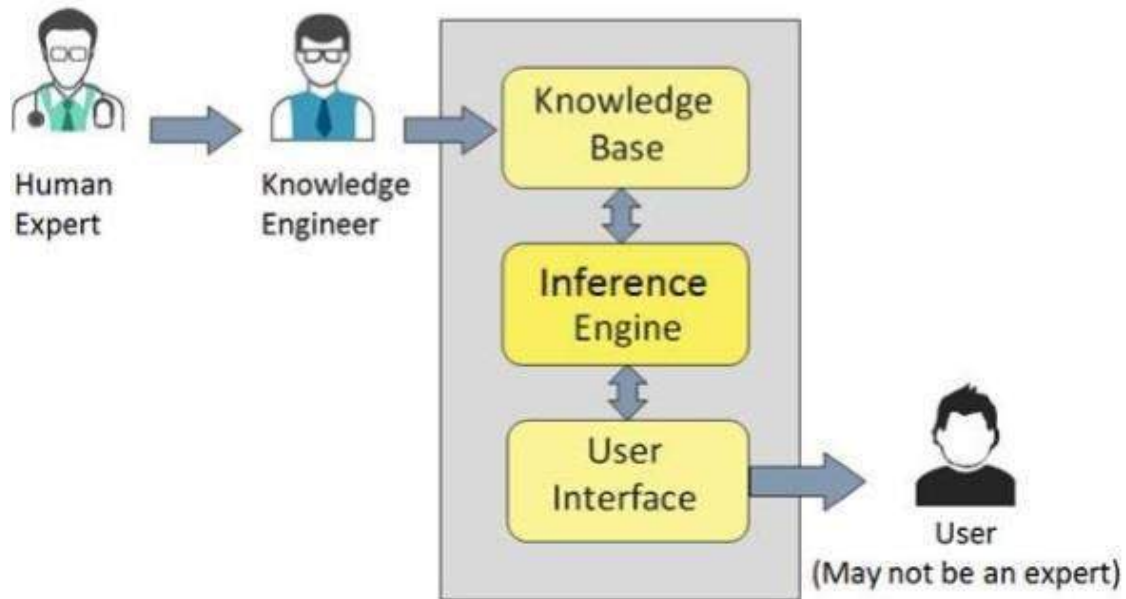 Human
Expert
Knowledge
Engineer
Knowledge
Base
Inference
Engine
User
Interface
User
(May not be an expert)